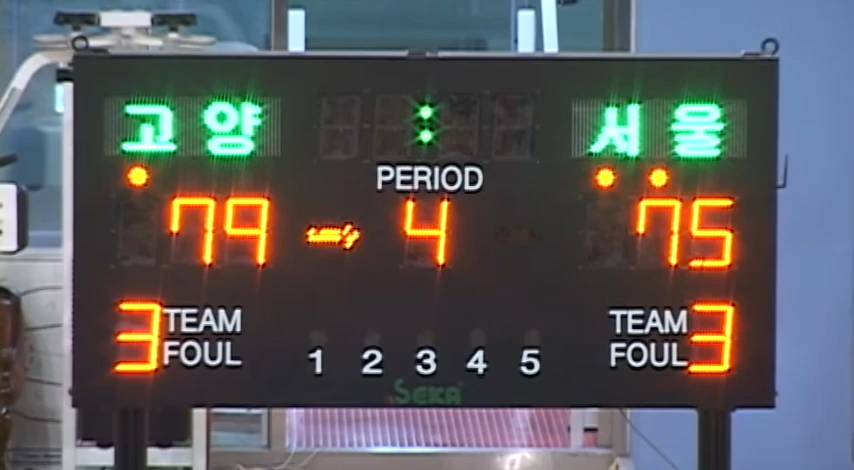 고양 : 서울
PERIOD
79 4 75
3 TEAM FOUL 1 2 3 4 5 TEAM FOUL 3
SEKA